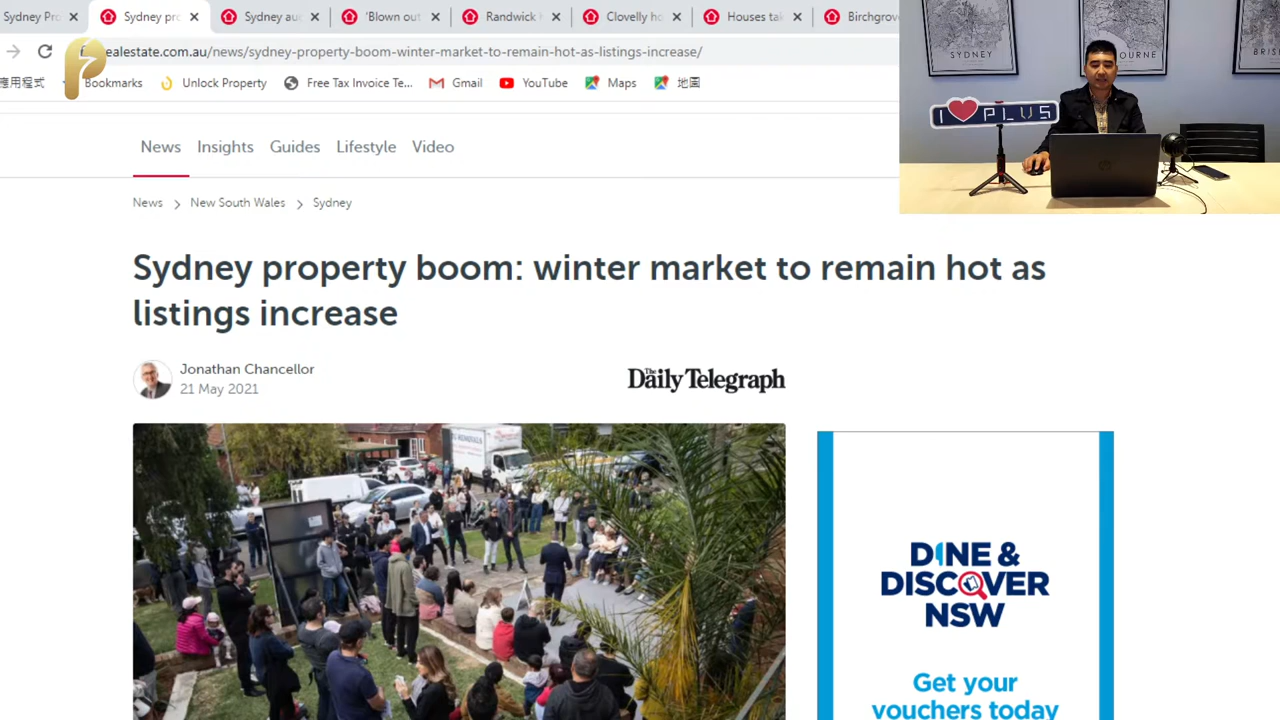 Sydney Pro
Sydney pro
Sydney au
'Blown out
Randwick
Clovelly ho
Houses tak
Birchgrov
realestate.com.au/news/sydney-property-boom-winter-market-to-remain-hot-as-listings-increase/
應用程式
Bookmarks
Unlock Property
Free Tax Invoice Te...
Gmail
YouTube
Maps
地圖
SYDNEY
BRIS
I PLUS
News Insights Guides Lifestyle Video
News > New South Wales > Sydney
Sydney property boom: winter market to remain hot as
listings increase
Jonathan Chancellor
21 May 2021
The Daily Telegraph
DINE &
DISCOVER
NSW
Get your
vouchers today